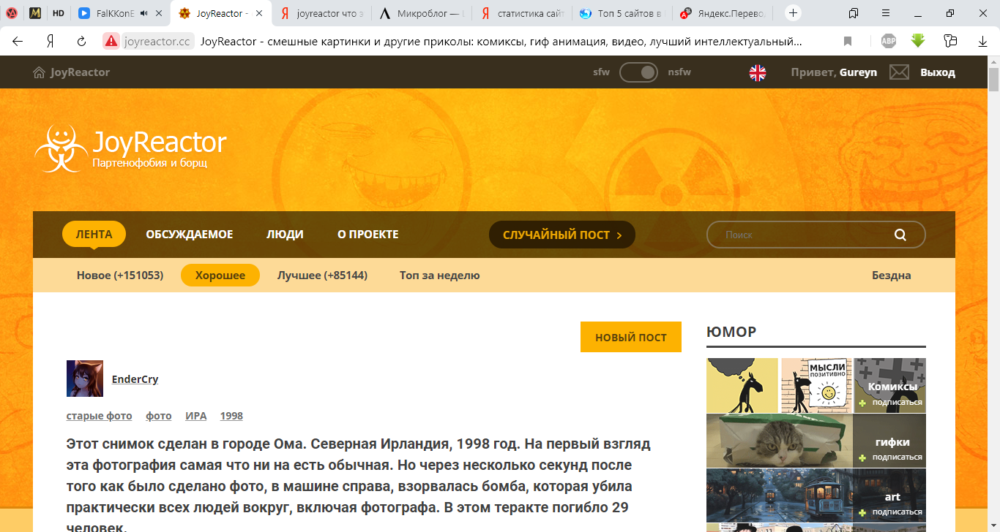 HD
FalKKonE
JoyReactor -
joyreactor что э
Микроблог —
статистика сайт
Топ 5 сайтов в
Яндекс.Перево
joyreactor.cc
JoyReactor - смешные картинки и другие приколы: комиксы, гиф анимация, видео, лучший интеллектуальный...
ABP
JoyReactor
sfw
nsfw
Привет, Gureyn
Выход
JoyReactor
Партенофобия и борщ
ЛЕНТА
ОБСУЖДАЕМОЕ
ЛЮДИ
О ПРОЕКТЕ
СЛУЧАЙНЫЙ ПОСТ >
Поиск
Новое (+151053)
Хорошее
Лучшее (+85144)
Топ за неделю
Бездна
НОВЫЙ ПОСТ
EnderCry
старые фото
фото
ИРА
1998
Этот снимок сделан в городе Ома. Северная Ирландия, 1998 год. На первый взгляд
эта фотография самая что ни на есть обычная. Но через несколько секунд после
того как было сделано фото, в машине справа, взорвалась бомба, которая убила
практически всех людей вокруг, включая фотографа. В этом теракте погибло 29
человек.
ЮМОР
МЫСЛИ
ПОЗИТИВНО
Комиксы
подписаться
гифки
подписаться
art
подписаться